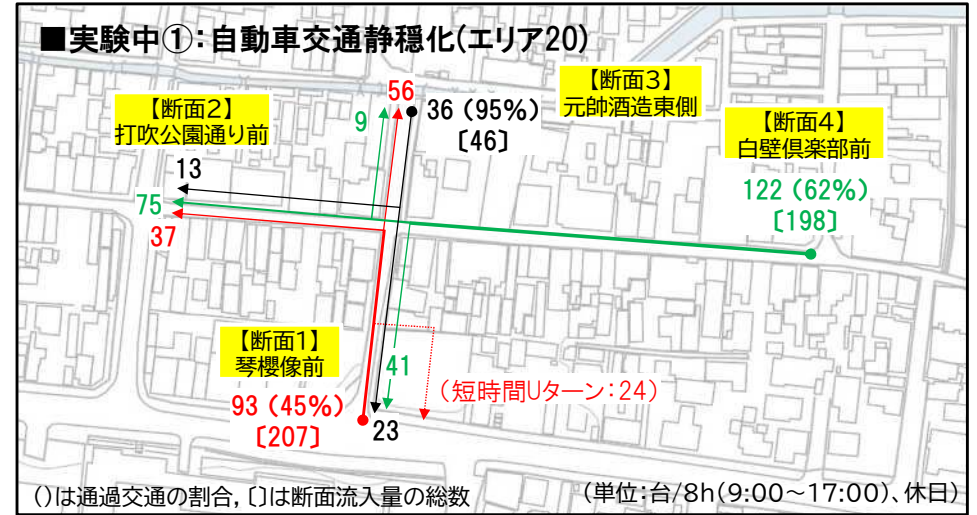 ■実験中①:自動車交通静穏化(エリア20)
【断面2】
打吹公園通り前
9
56
36 (95%)
〔46〕
【断面3】
元帥酒造東側
【断面4】
白壁倶楽部前
122 (62%)
〔198〕
13
75
37
【断面1】
琴櫻像前
93 (45%)
〔207〕
41
23
(短時間Uターン:24)
()は通過交通の割合,〔〕は断面流入量の総数
(単位:台/8h(9:00~17:00)、休日)